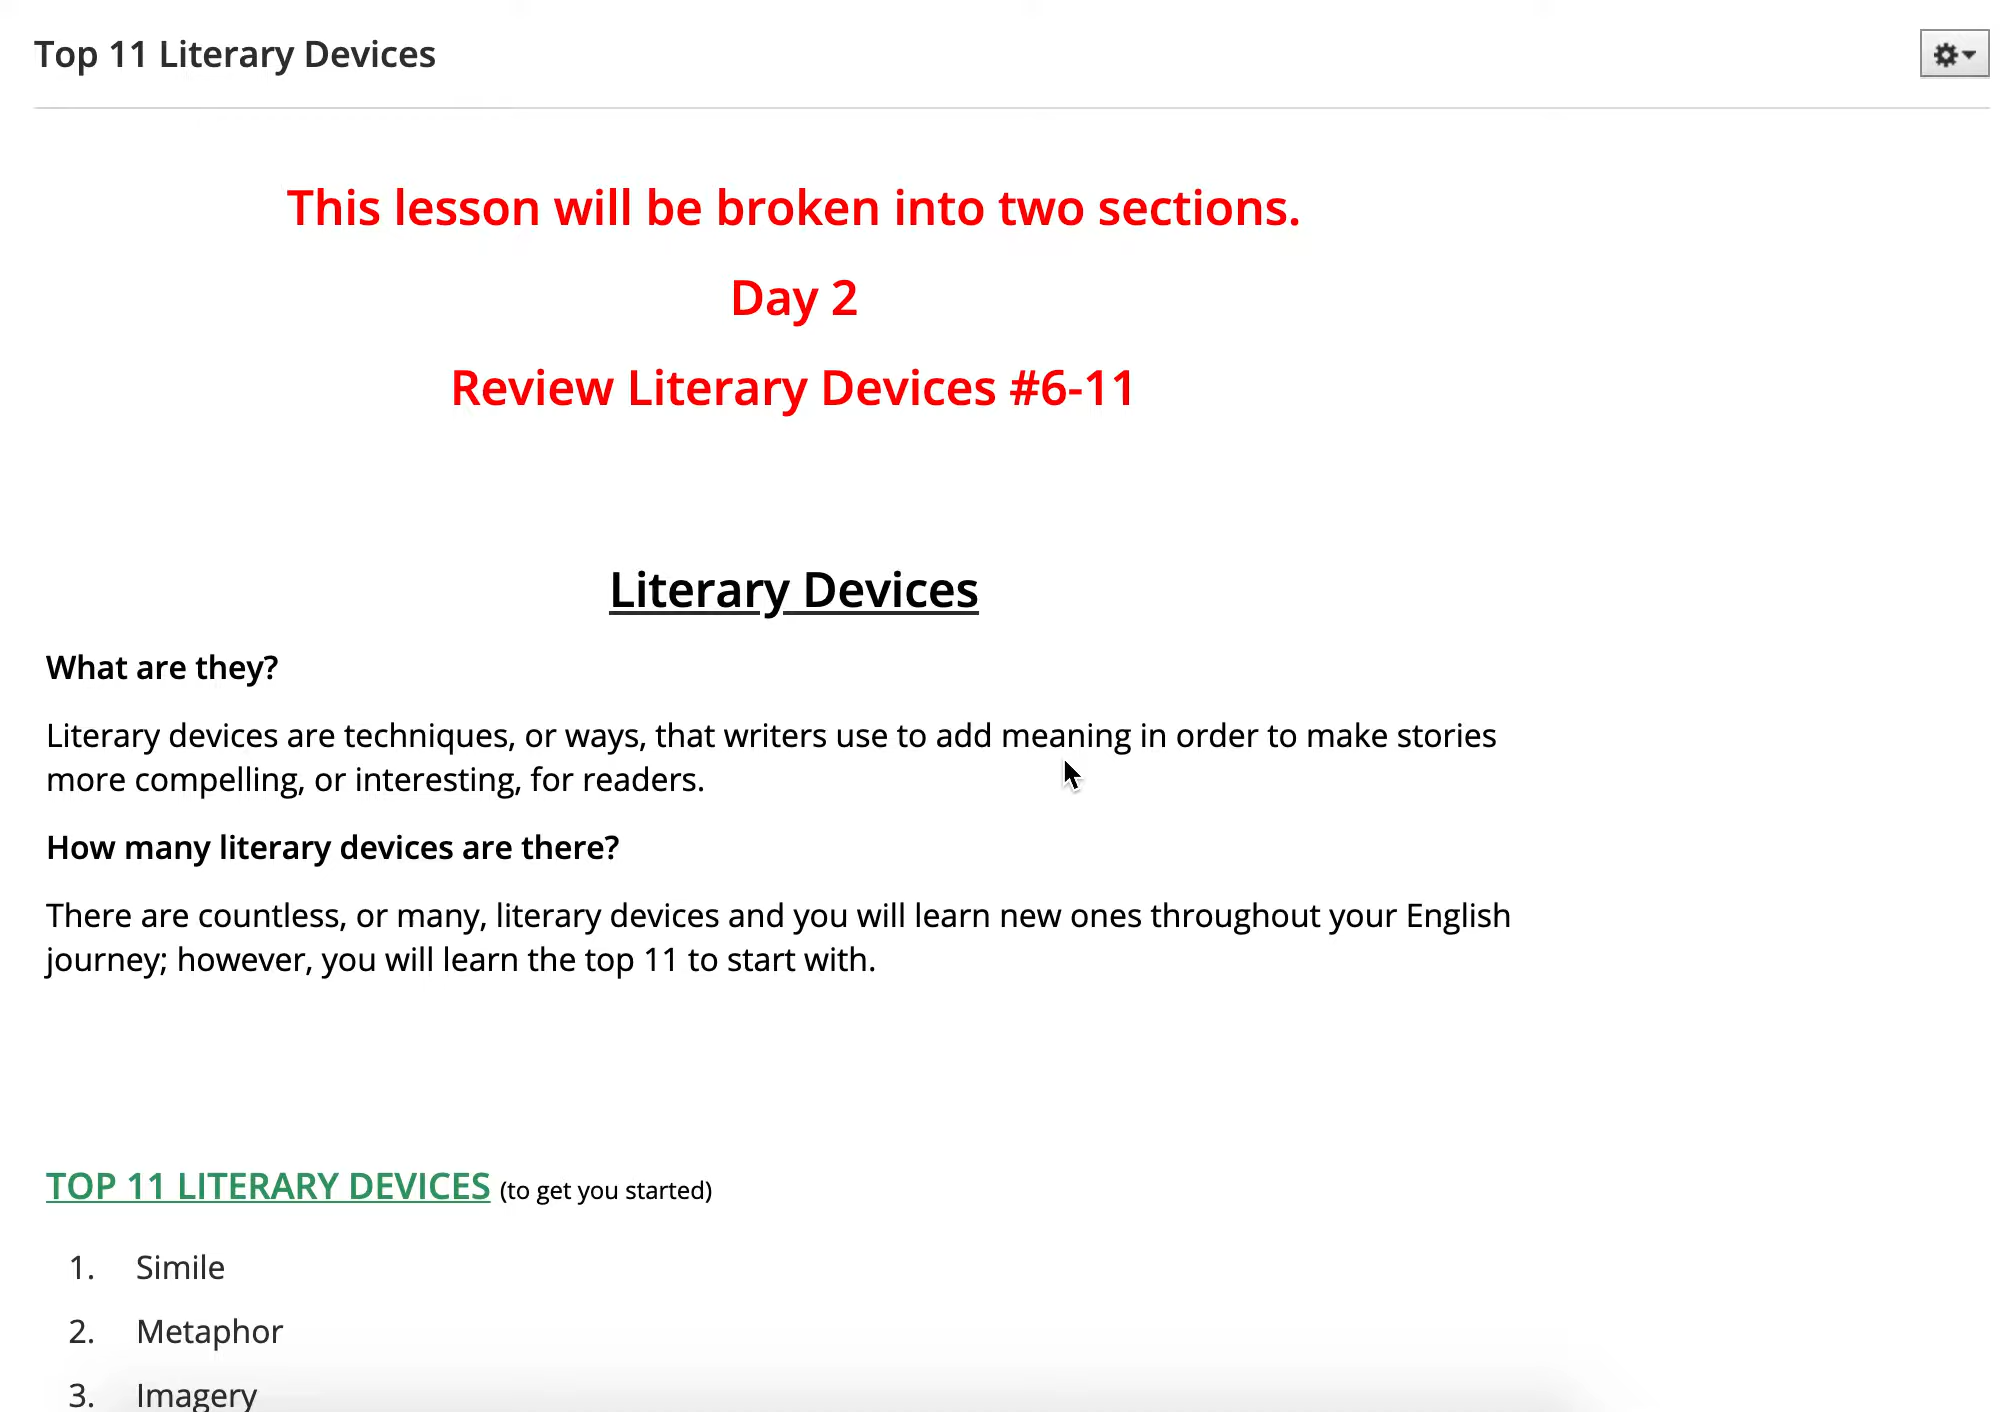 Top 11 Literary Devices
This lesson will be broken into two sections.
Day 2
Review Literary Devices #6-11
Literary Devices
What are they?
Literary devices are techniques, or ways, that writers use to add meaning in order to make stories
more compelling, or interesting, for readers.
How many literary devices are there?
There are countless, or many, literary devices and you will learn new ones throughout your English
journey; however, you will learn the top 11 to start with.
TOP 11 LITERARY DEVICES (to get you started)
1. Simile
2. Metaphor
3. Imagery